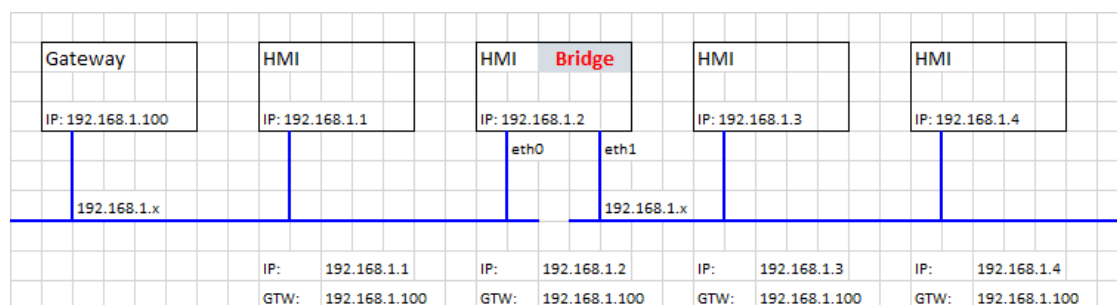 Gateway
HMI
HMI Bridge
HMI
HMI
IP: 192.168.1.100
IP: 192.168.1.1
IP: 192.168.1.2
IP: 192.168.1.3
IP: 192.168.1.4
eth0 eth1
192.168.1.x
192.168.1.x
IP: 192.168.1.1
IP: 192.168.1.2
IP: 192.168.1.3
IP: 192.168.1.4
GTW: 192.168.1.100
GTW: 192.168.1.100
GTW: 192.168.1.100
GTW: 192.168.1.100